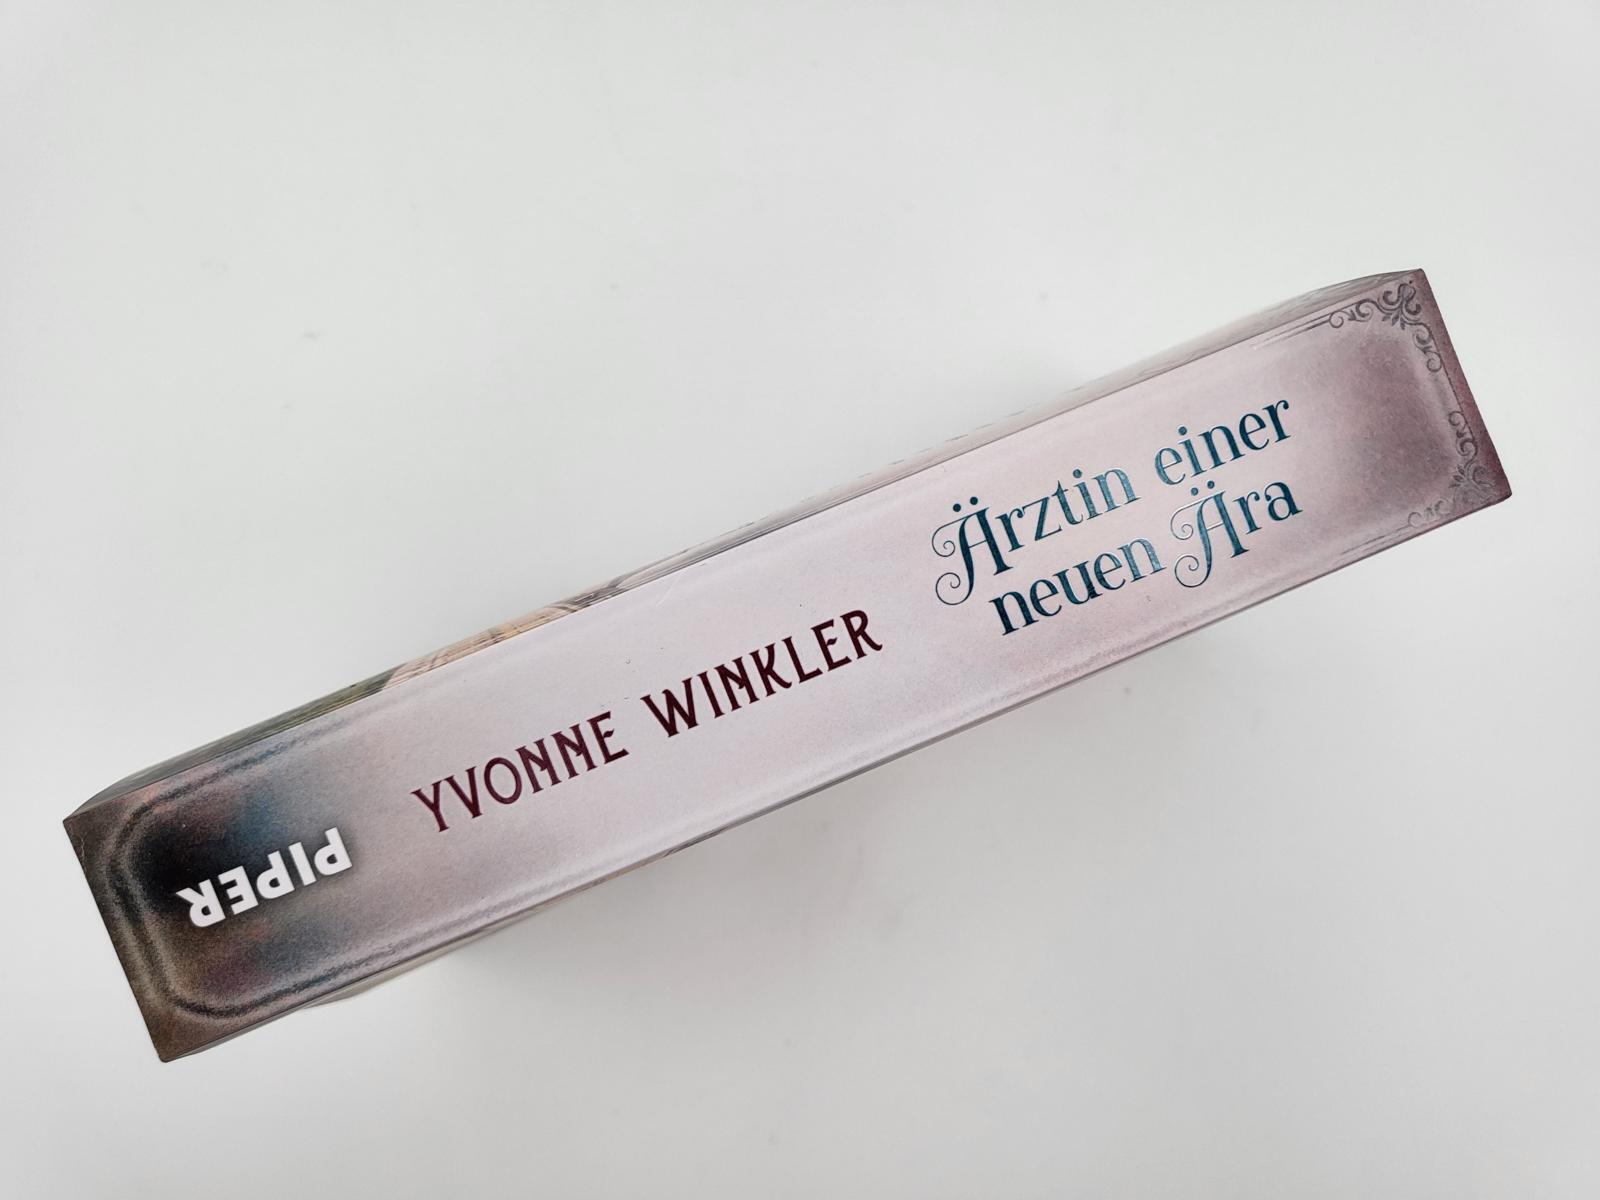 Ärztin einer
neuen Ära
YVONNE WINKLER
PIPER